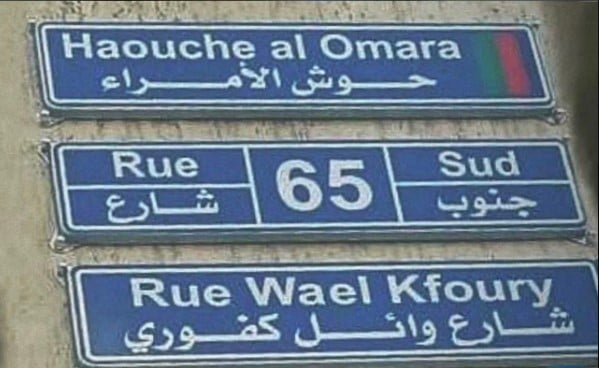 Haouche al Omara
حوش الأمراء
Rue 65 Sud
شارع جنوب
Rue Wael Kfoury
شارع وائل كفوري